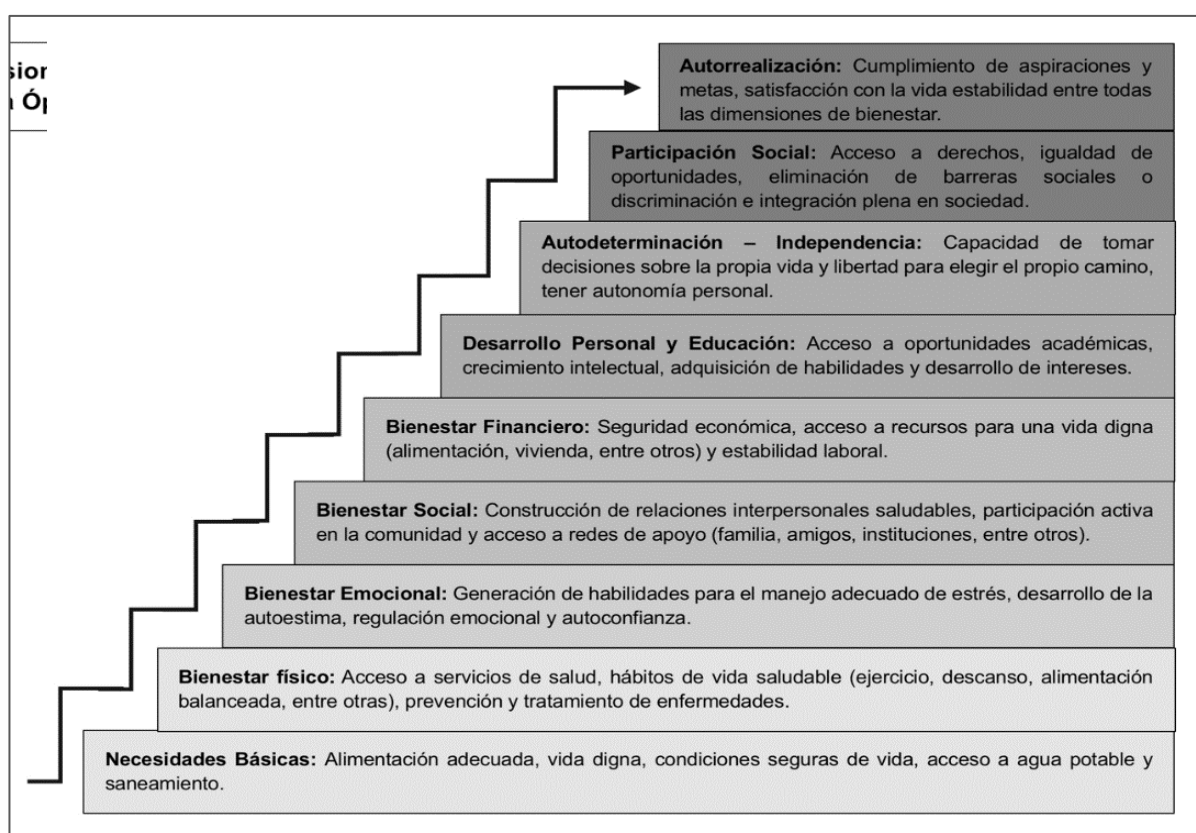 Autorrealización: Cumplimiento de aspiraciones y
metas, satisfacción con la vida estabilidad entre todas
las dimensiones de bienestar.
Participación Social: Acceso a derechos, igualdad de
oportunidades, eliminación de barreras sociales o
discriminación e integración plena en sociedad.
Autodeterminación – Independencia: Capacidad de tomar
decisiones sobre la propia vida y libertad para elegir el propio camino,
tener autonomía personal.
Desarrollo Personal y Educación: Acceso a oportunidades académicas,
crecimiento intelectual, adquisición de habilidades y desarrollo de intereses.
Bienestar Financiero: Seguridad económica, acceso a recursos para una vida digna
(alimentación, vivienda, entre otros) y estabilidad laboral.
Bienestar Social: Construcción de relaciones interpersonales saludables, participación activa
en la comunidad y acceso a redes de apoyo (familia, amigos, instituciones, entre otros).
Bienestar Emocional: Generación de habilidades para el manejo adecuado de estrés, desarrollo de la
autoestima, regulación emocional y autoconfianza.
Bienestar físico: Acceso a servicios de salud, hábitos de vida saludable (ejercicio, descanso, alimentación
balanceada, entre otras), prevención y tratamiento de enfermedades.
Necesidades Básicas: Alimentación adecuada, vida digna, condiciones seguras de vida, acceso a agua potable y
saneamiento.